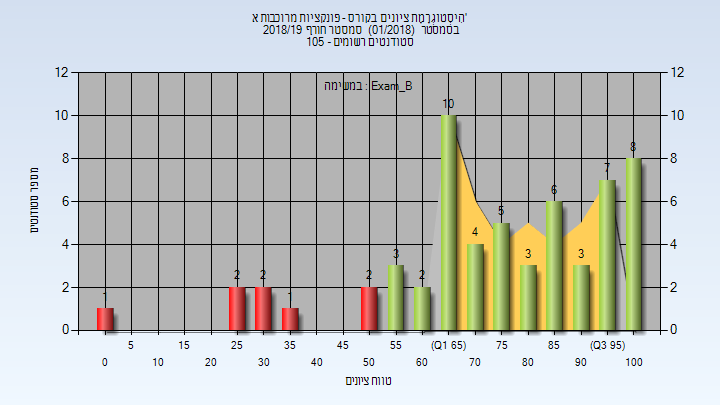 הִיסְטוֹגְרָמַת ציונים בקורס - פונקציות מרוכבות א'
בסמסטר (01/2018) סמסטר חורף 2018/19
סטודנטים רשומים - 105
במשימה : Exam_B
12 12
10 10
8 8
6 6
4 4
2 2
0 0
מספר סטודנטים
1 2 2 1 2 3 2 10 4 5 3 6 3 7 8
5 15 25 35 45 55 (Q1 65) 75 85 (Q3 95)
0 10 20 30 40 50 60 70 80 90 100
טווח ציונים